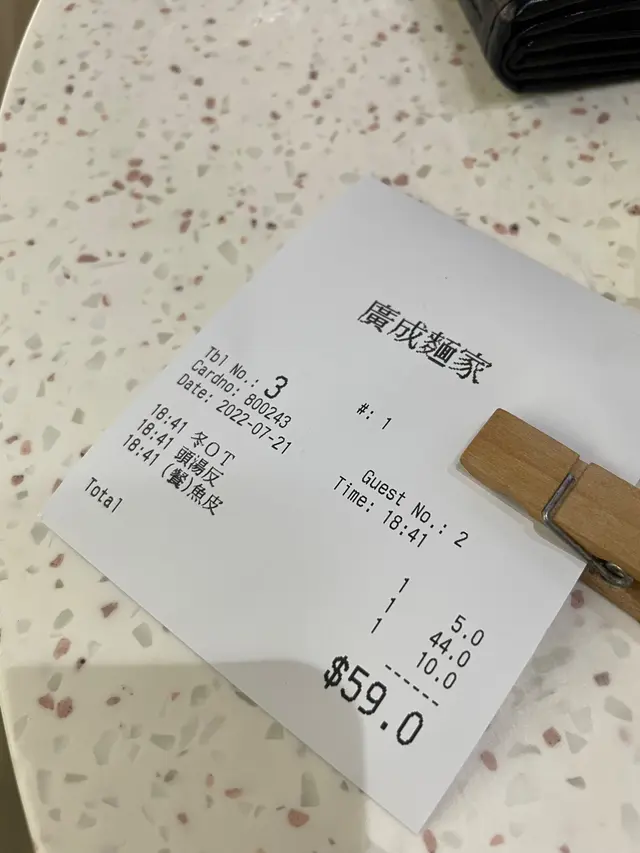 廣成麵家
Tbl No.: 3 #: 1
Cardno: 800243 Guest No.: 2
Date: 2022-07-21 Time: 18:41
18:41 冬OT 1 5.0
18:41 頭湯反 1 44.0
18:41 (餐)魚皮 1 10.0
------
Total $59.0